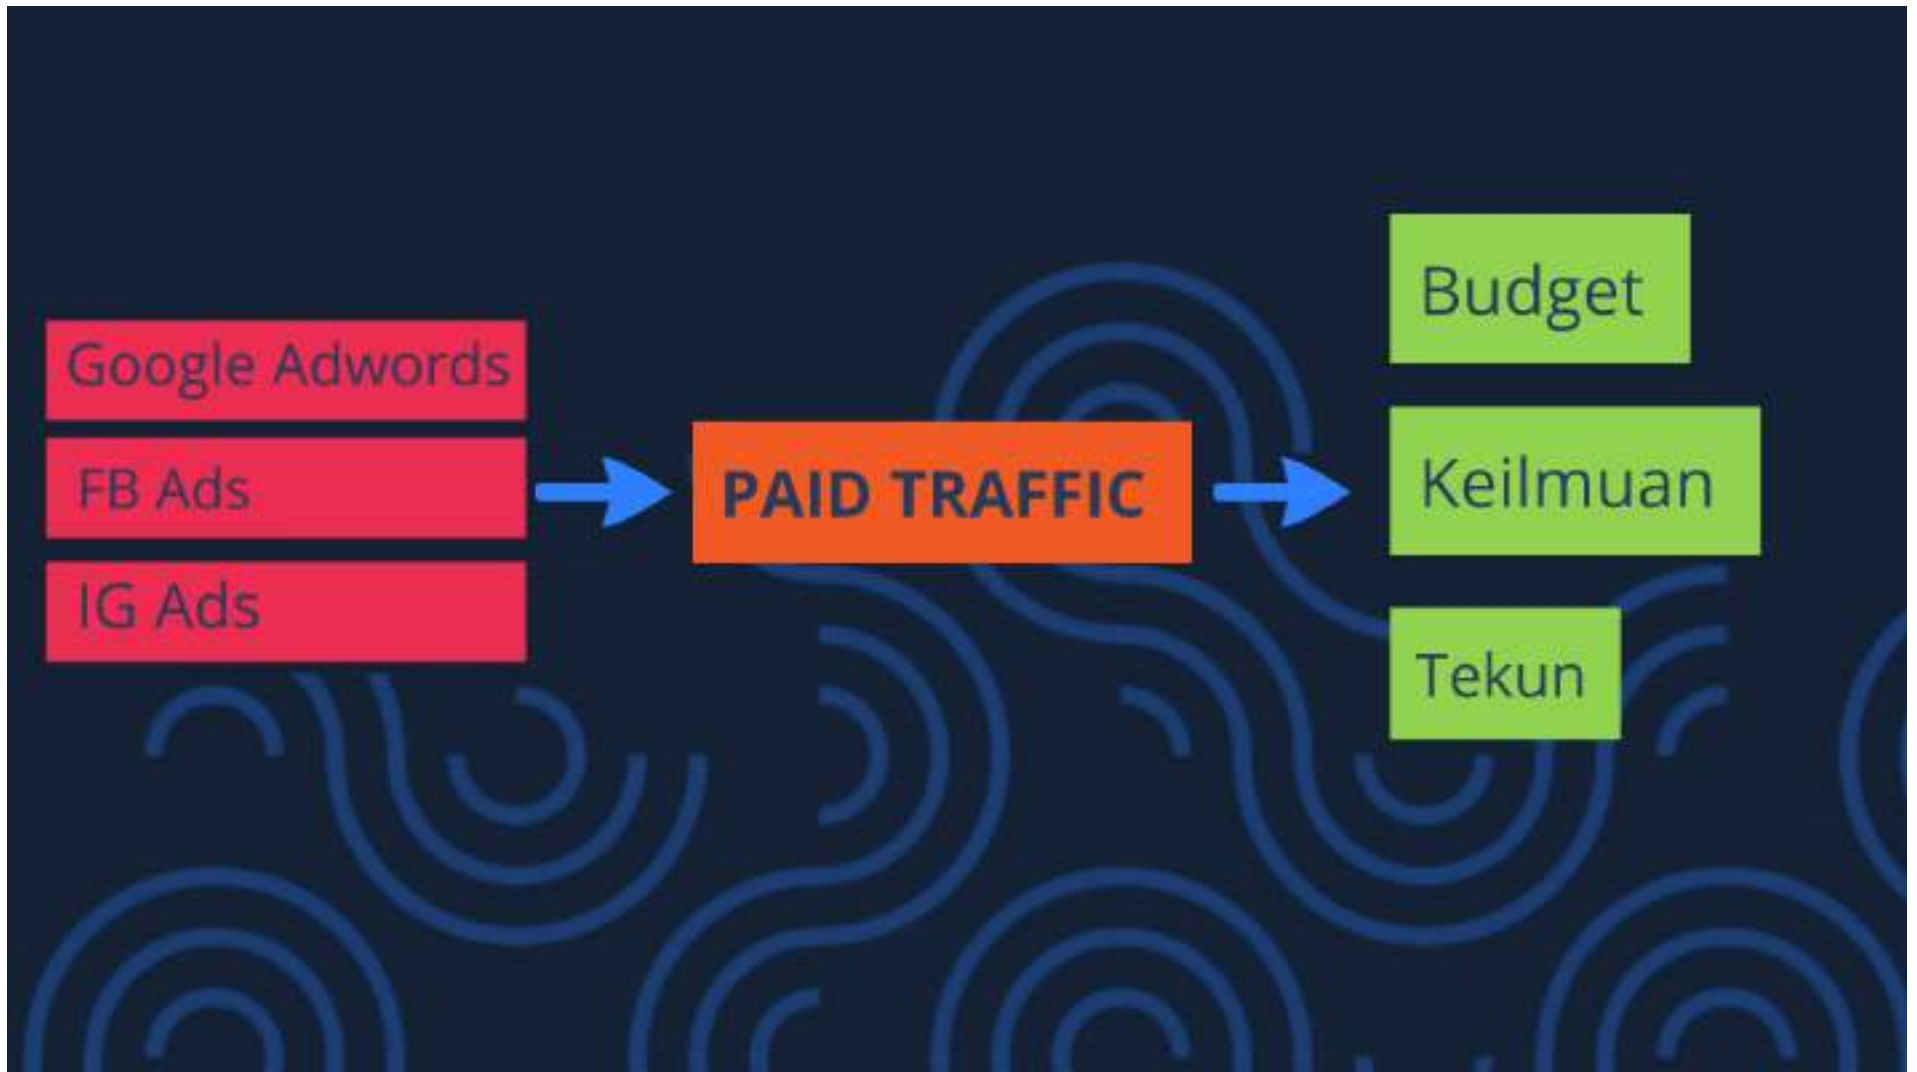 Google Adwords
FB Ads
IG Ads
PAID TRAFFIC
Budget
Keilmuan
Tekun